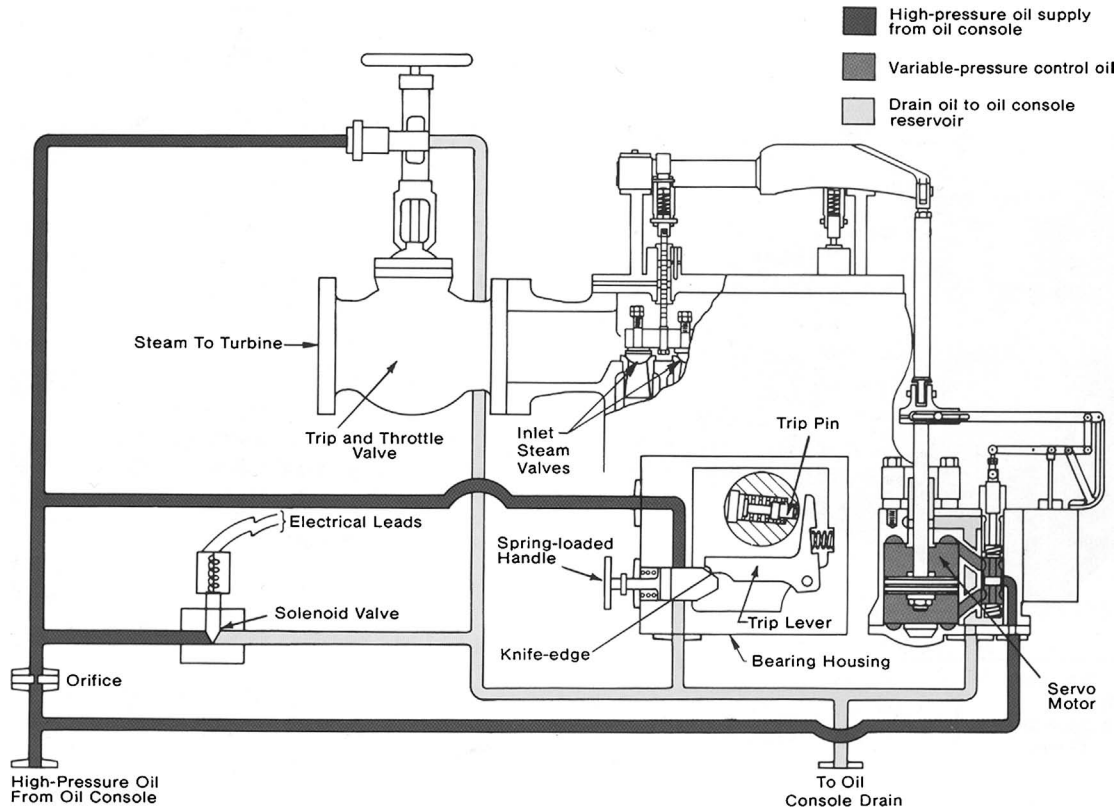 High-pressure oil supply
from oil console
Variable-pressure control oil
Drain oil to oil console
reservoir
Steam To Turbine
Trip and Throttle
Valve
Inlet
Steam
Valves
Trip Pin
Electrical Leads
Spring-loaded
Handle
Solenoid Valve
Trip Lever
Knife-edge
Bearing Housing
Orifice
Servo
Motor
High-Pressure Oil
From Oil Console
To Oil
Console Drain